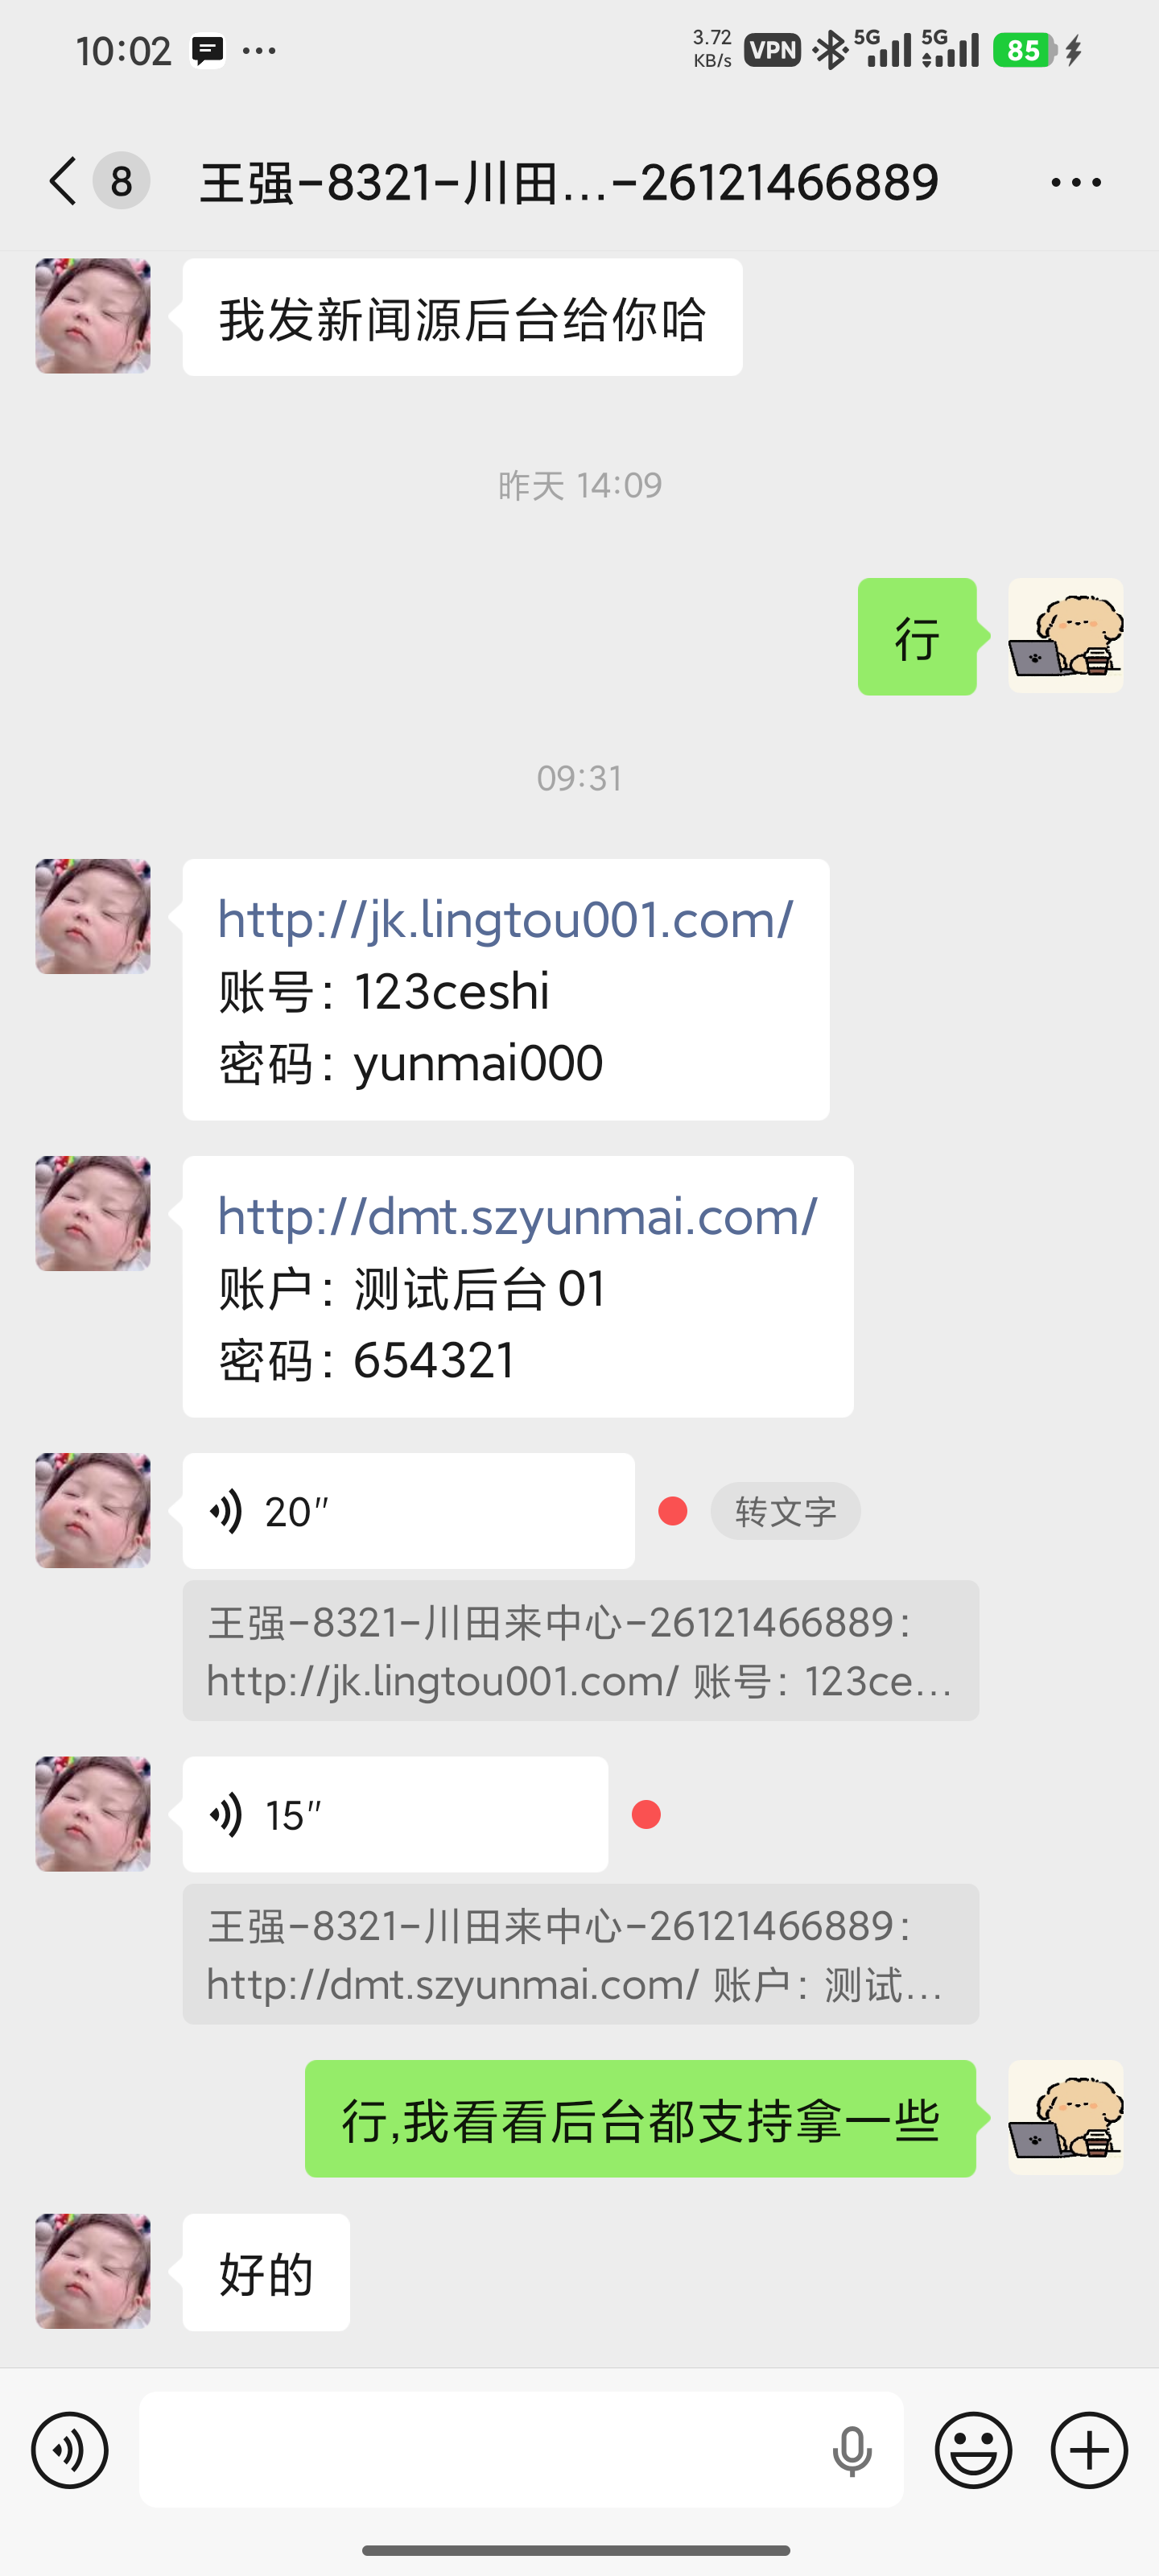 10:02
3.72 KB/s VPN 5G 5G 85
8 王强-8321-川田...-26121466889
我发新闻源后台给你哈
昨天 14:09
行
09:31
http://jk.lingtou001.com/
账号：123ceshi
密码：yunmai000
http://dmt.szyunmai.com/
账户：测试后台01
密码：654321
20" 转文字
王强-8321-川田来中心-26121466889：
http://jk.lingtou001.com/ 账号：123ce...
15"
王强-8321-川田来中心-26121466889：
http://dmt.szyunmai.com/ 账户：测试...
行,我看看后台都支持拿一些
好的